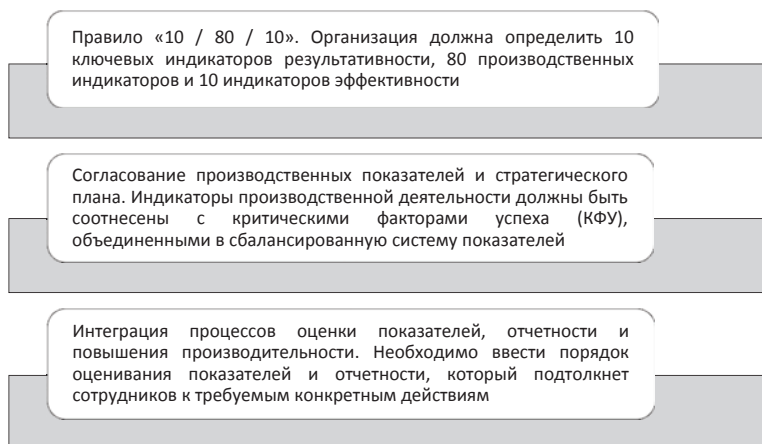 Правило «10 / 80 / 10». Организация должна определить 10
ключевых индикаторов результативности, 80 производственных
индикаторов и 10 индикаторов эффективности
Согласование производственных показателей и стратегического
плана. Индикаторы производственной деятельности должны быть
соотнесены с критическими факторами успеха (КФУ),
объединенными в сбалансированную систему показателей
Интеграция процессов оценки показателей, отчетности и
повышения производительности. Необходимо ввести порядок
оценивания показателей и отчетности, который подтолкнет
сотрудников к требуемым конкретным действиям